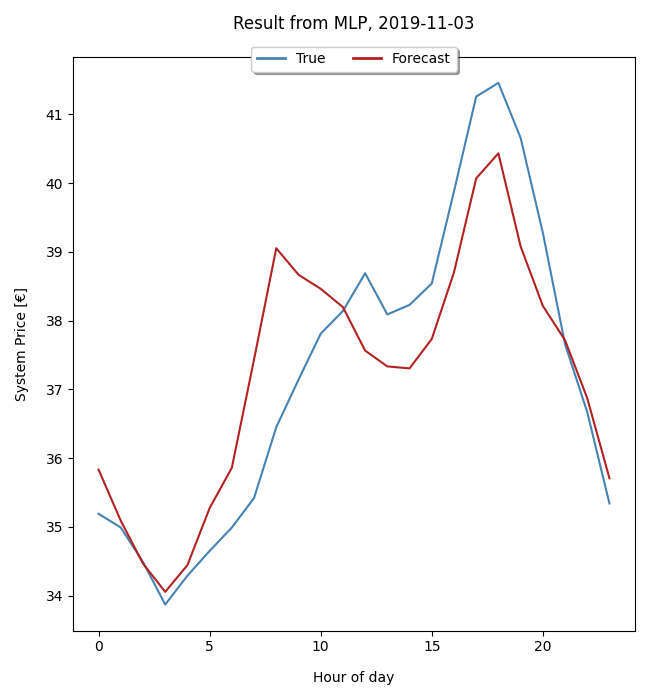 Result from MLP, 2019-11-03
True Forecast
41
40
39
38
37
36
35
34
System Price [€]
0 5 10 15 20
Hour of day